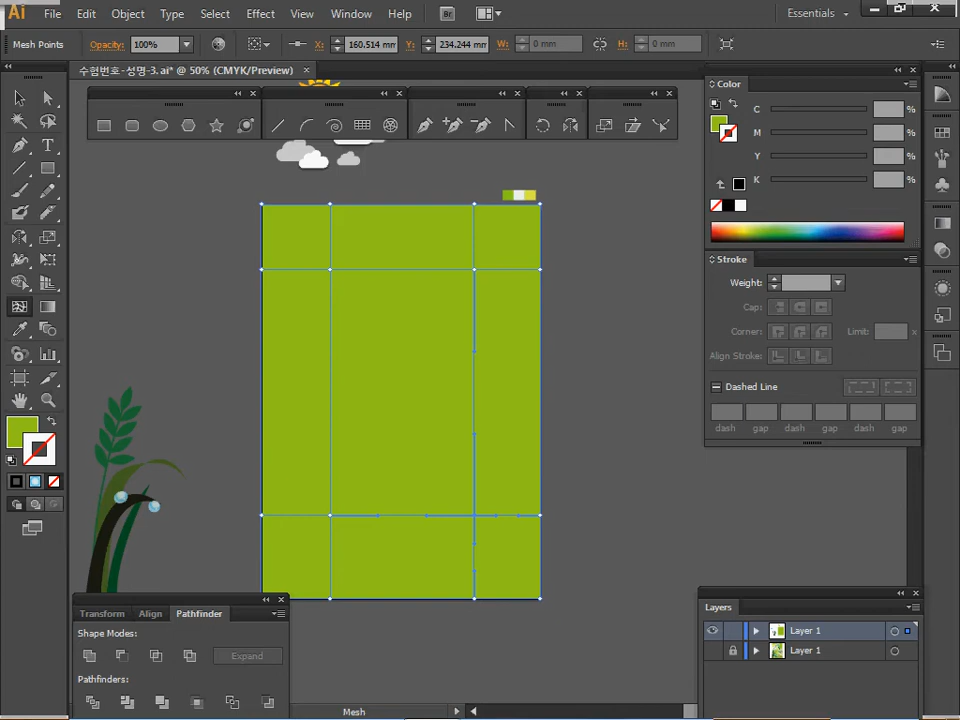 Ai File Edit Object Type Select Effect View Window Help Br Essentials
Mesh Points Opacity: 100% X: 160.514 mm Y: 234.244 mm W: 0 mm H: 0 mm
수험번호-성명-3.ai* @ 50% (CMYK/Preview)
Color
C %
M %
Y %
K %
Stroke
Weight:
Cap:
Corner: Limit: x
Align Stroke:
Dashed Line
dash gap dash gap dash gap
Transform Align Pathfinder
Shape Modes:
Expand
Pathfinders:
Layers
Layer 1
Layer 1
Mesh